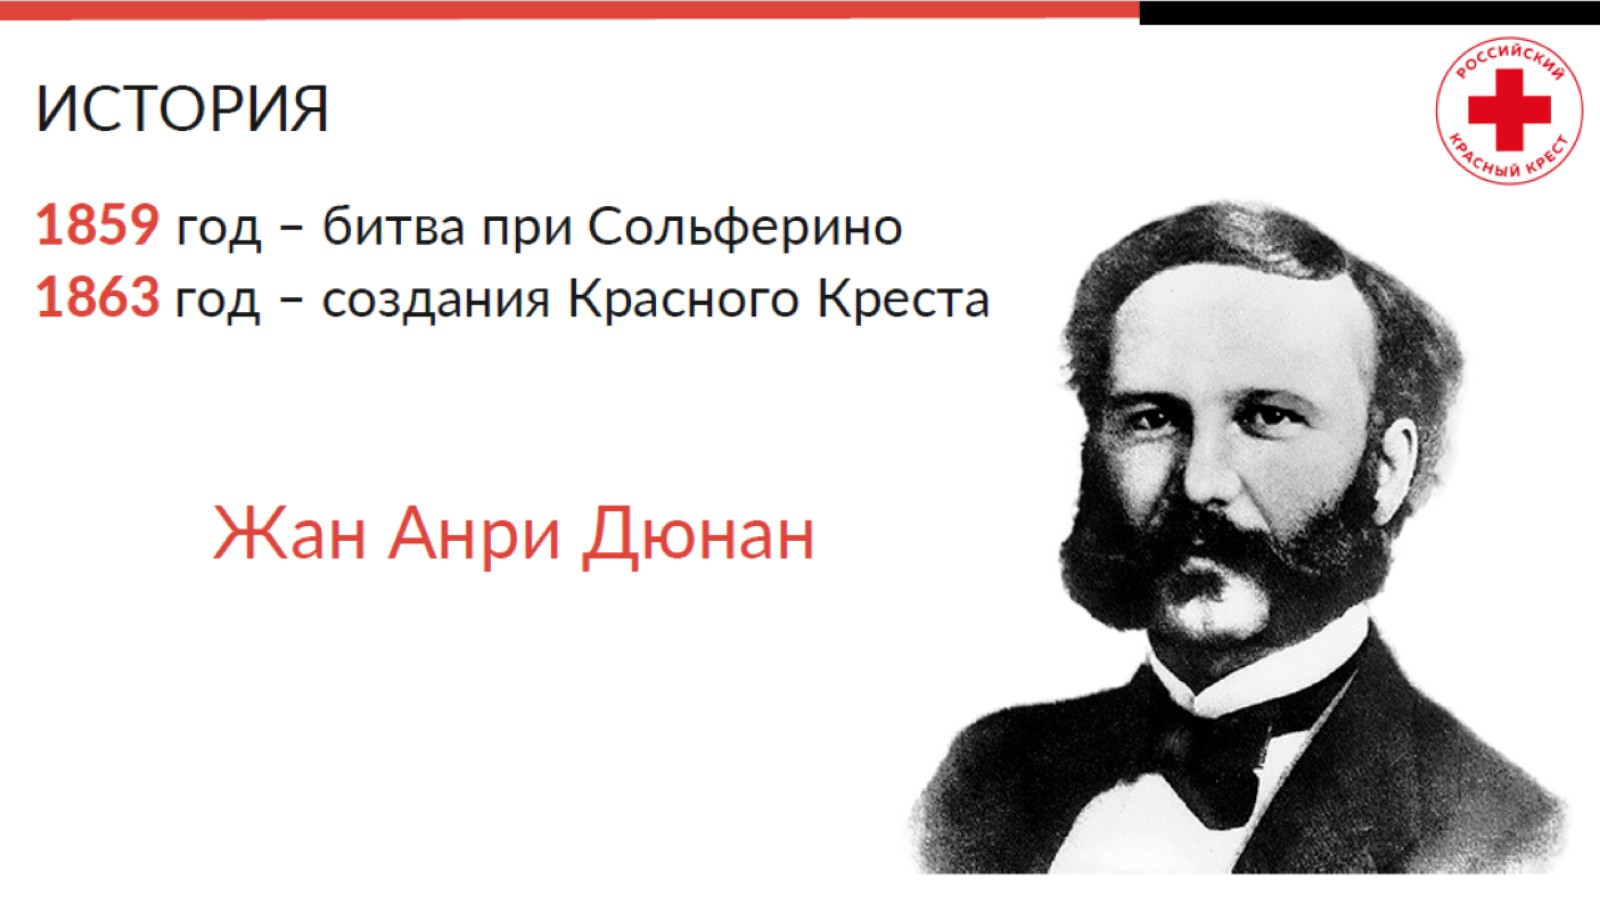 РОССИЙСКИЙ
КРАСНЫЙ КРЕСТ
ИСТОРИЯ
1859 год – битва при Сольферино
1863 год – создания Красного Креста
Жан Анри Дюнан